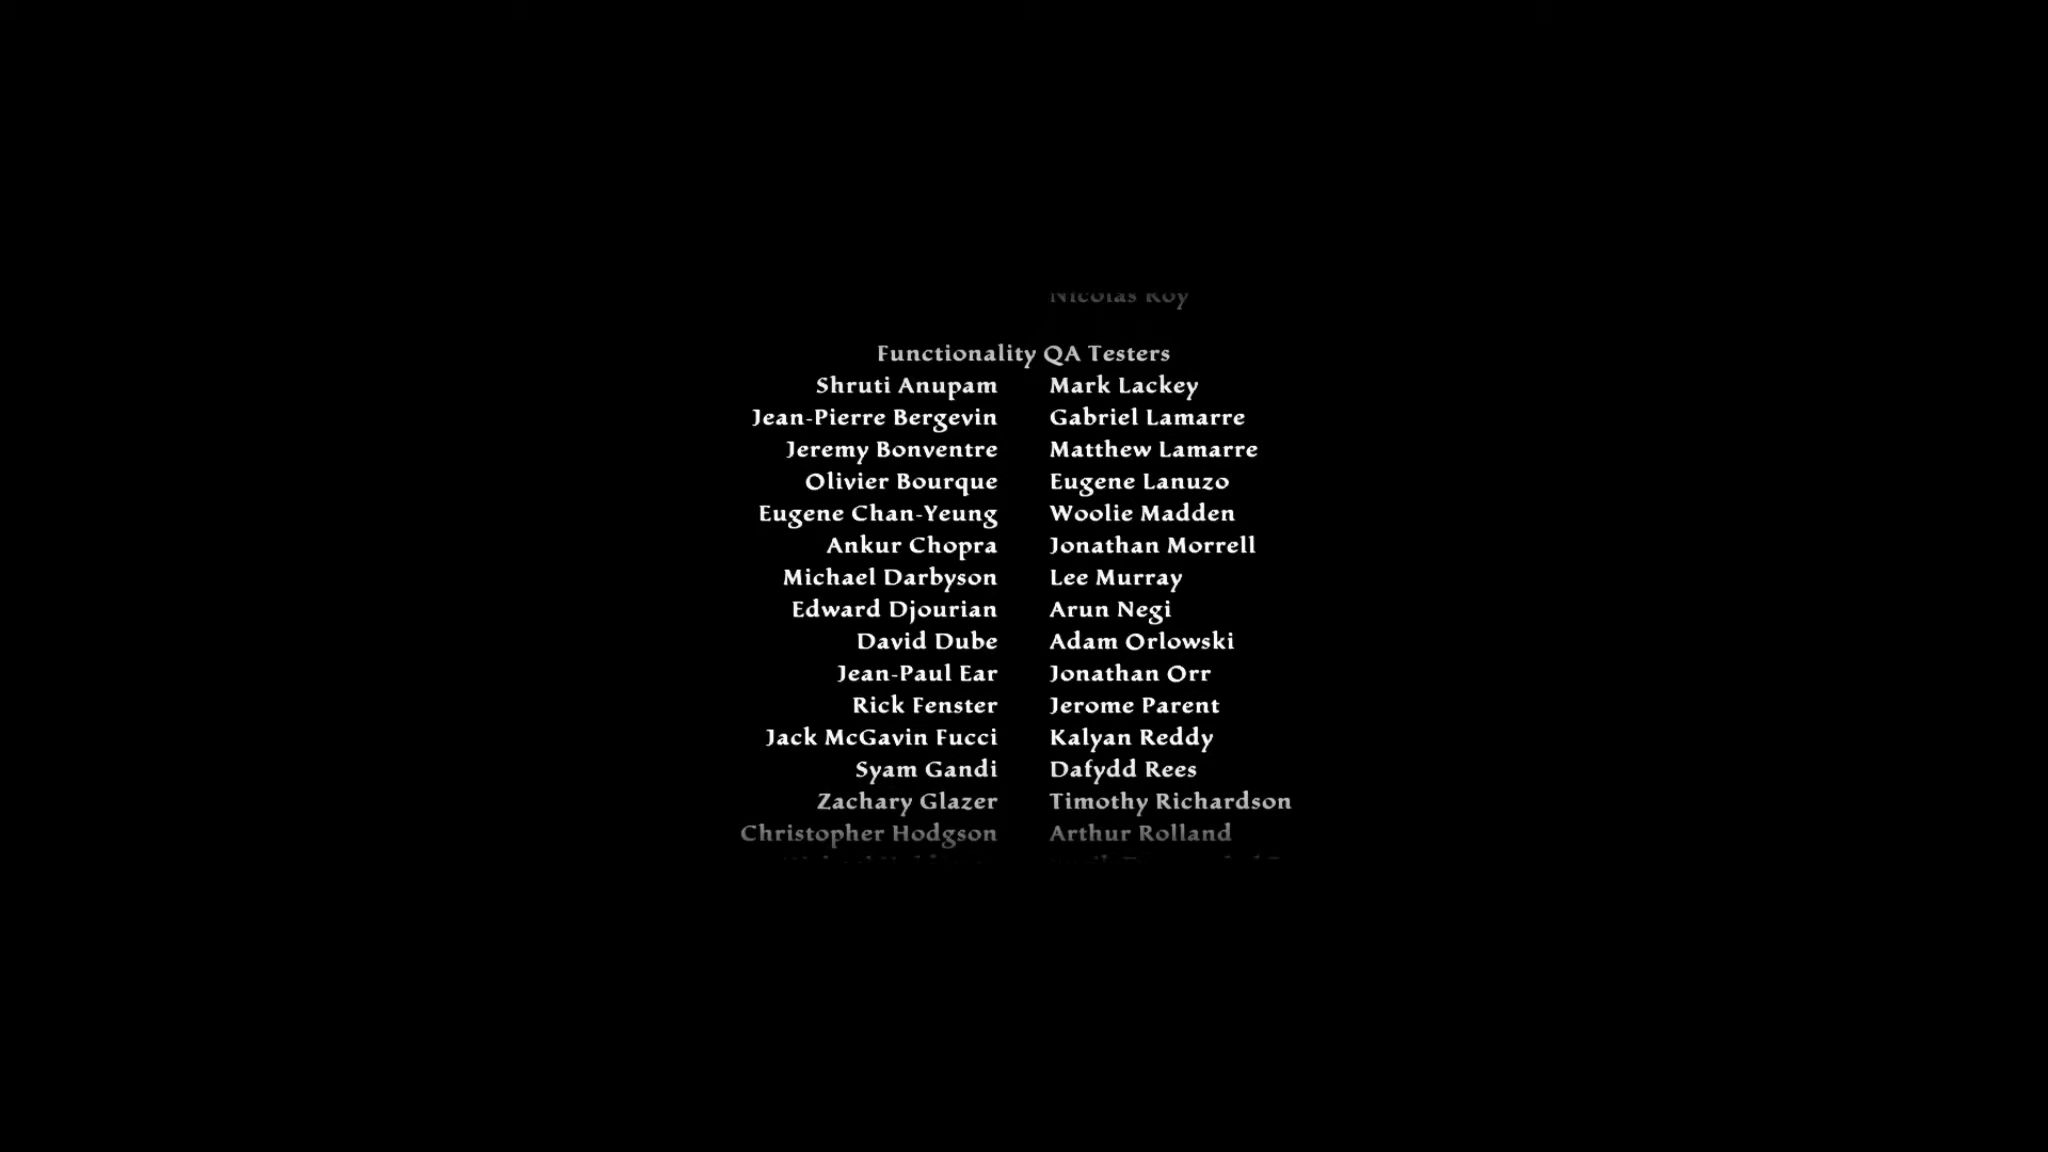 Nicolas Roy
Functionality QA Testers
Shruti Anupam Mark Lackey
Jean-Pierre Bergevin Gabriel Lamarre
Jeremy Bonventre Matthew Lamarre
Olivier Bourque Eugene Lanuzo
Eugene Chan-Yeung Woolie Madden
Ankur Chopra Jonathan Morrell
Michael Darbyson Lee Murray
Edward Djourian Arun Negi
David Dube Adam Orlowski
Jean-Paul Ear Jonathan Orr
Rick Fenster Jerome Parent
Jack McGavin Fucci Kalyan Reddy
Syam Gandi Dafydd Rees
Zachary Glazer Timothy Richardson
Christopher Hodgson Arthur Rolland